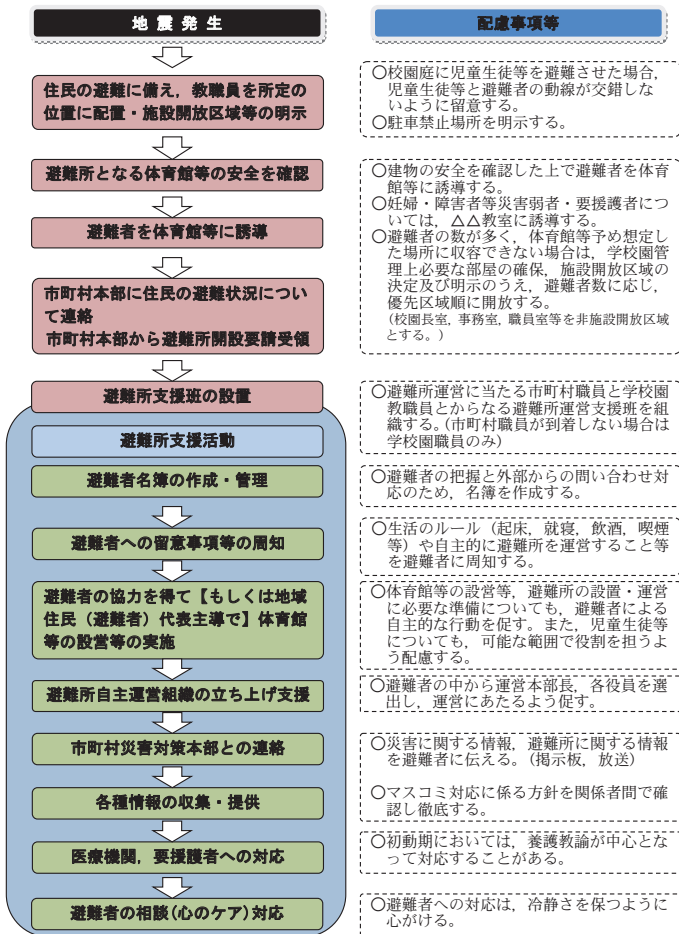 地震発生
住民の避難に備え，教職員を所定の
位置に配置・施設開放区域等の明示
避難所となる体育館等の安全を確認
避難者を体育館等に誘導
市町村本部に住民の避難状況につい
て連絡
市町村本部から避難所開設要請受領
避難所支援班の設置
避難所支援活動
避難者名簿の作成・管理
避難者への留意事項等の周知
避難者の協力を得て【もしくは地域
住民（避難者）代表主導で】体育館
等の設営等の実施
避難所自主運営組織の立ち上げ支援
市町村災害対策本部との連絡
各種情報の収集・提供
医療機関，要援護者への対応
避難者の相談(心のケア)対応
配慮事項等
○校園庭に児童生徒等を避難させた場合，
児童生徒等と避難者の動線が交錯しな
いように留意する。
○駐車禁止場所を明示する。
○建物の安全を確認した上で避難者を体育
館等に誘導する。
○妊婦・障害者等災害弱者・要援護者につ
いては，△△教室に誘導する。
○避難者の数が多く，体育館等予め想定し
た場所に収容できない場合は，学校園管
理上必要な部屋の確保，施設開放区域の
決定及び明示のうえ，避難者数に応じ，
優先区域順に開放する。
(校園長室，事務室，職員室等を非施設開放区域
とする。)
○避難所運営に当たる市町村職員と学校園
教職員とからなる避難所運営支援班を組
織する。(市町村職員が到着しない場合は
学校園職員のみ)
○避難者の把握と外部からの問い合わせ対
応のため，名簿を作成する。
○生活のルール（起床，就寝，飲酒，喫煙
等）や自主的に避難所を運営すること等
を避難者に周知する。
○体育館等の設営等，避難所の設置・運営
に必要な準備についても，避難者による
自主的な行動を促す。また，児童生徒等
についても，可能な範囲で役割を担うよ
う配慮する。
○避難者の中から運営本部長，各役員を選
出し，運営にあたるよう促す。
○災害に関する情報，避難所に関する情報
を避難者に伝える。(掲示板，放送)
○マスコミ対応に係る方針を関係者間で確
認し徹底する。
○初動期においては，養護教諭が中心とな
って対応することがある。
○避難者への対応は，冷静さを保つように
心がける。